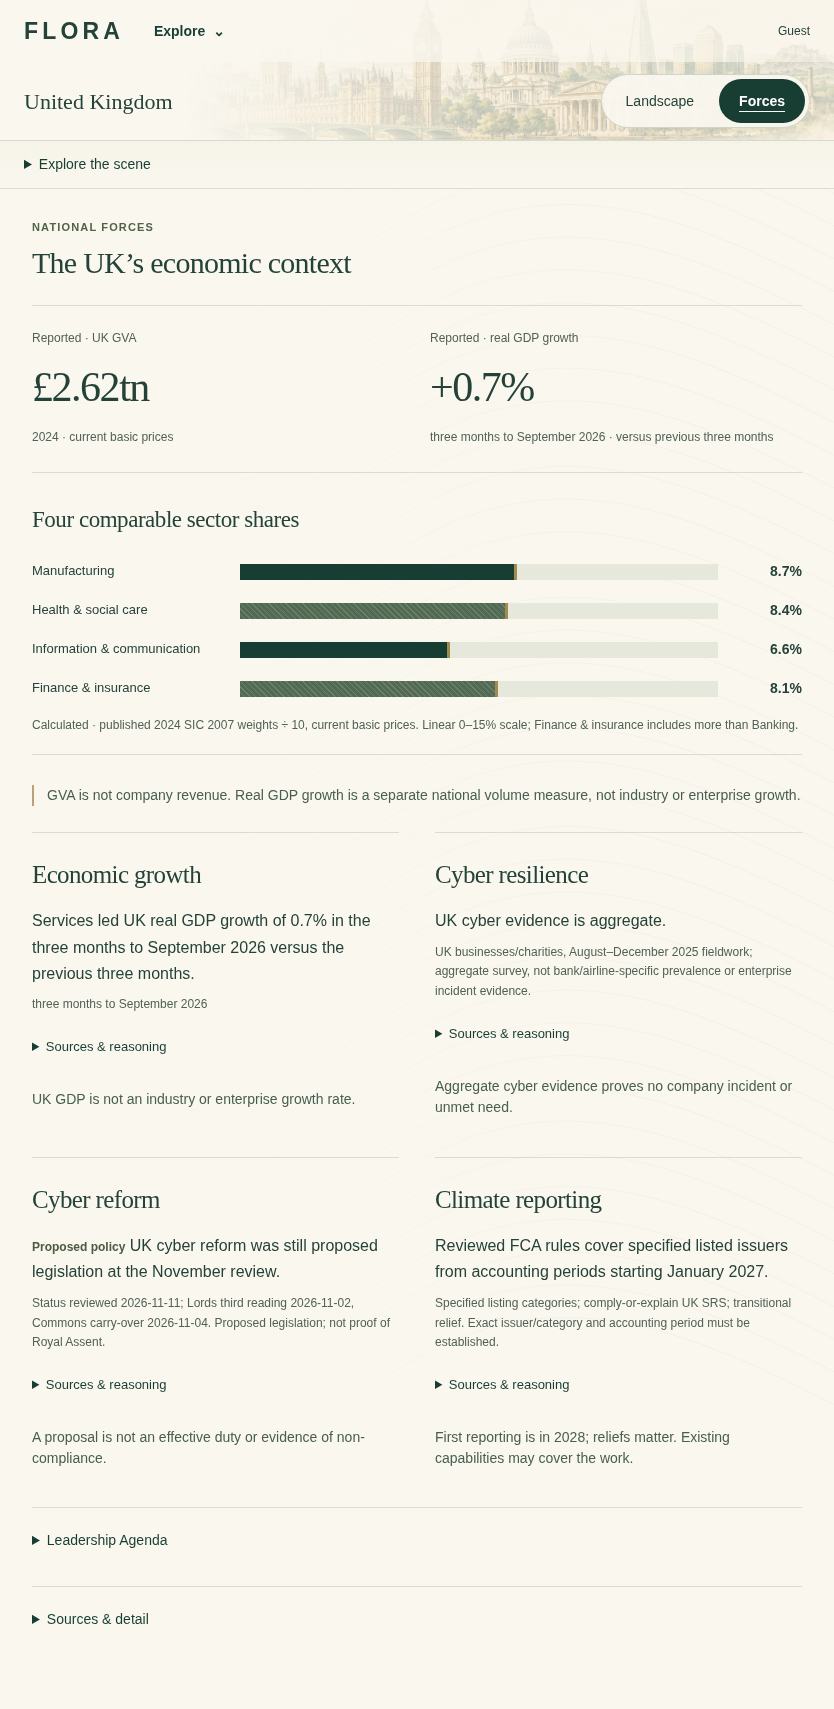 FLORA
Explore
Guest
United Kingdom
Landscape
Forces
Explore the scene
NATIONAL FORCES
The UK’s economic context
Reported · UK GVA
£2.62tn
2024 · current basic prices
Reported · real GDP growth
+0.7%
three months to September 2026 · versus previous three months
Four comparable sector shares
Manufacturing 8.7%
Health & social care 8.4%
Information & communication 6.6%
Finance & insurance 8.1%
Calculated · published 2024 SIC 2007 weights ÷ 10, current basic prices. Linear 0–15% scale; Finance & insurance includes more than Banking.
GVA is not company revenue. Real GDP growth is a separate national volume measure, not industry or enterprise growth.
Economic growth
Services led UK real GDP growth of 0.7% in the
three months to September 2026 versus the
previous three months.
three months to September 2026
Sources & reasoning
UK GDP is not an industry or enterprise growth rate.
Cyber resilience
UK cyber evidence is aggregate.
UK businesses/charities, August–December 2025 fieldwork;
aggregate survey, not bank/airline-specific prevalence or enterprise
incident evidence.
Sources & reasoning
Aggregate cyber evidence proves no company incident or
unmet need.
Cyber reform
Proposed policy UK cyber reform was still proposed
legislation at the November review.
Status reviewed 2026-11-11; Lords third reading 2026-11-02,
Commons carry-over 2026-11-04. Proposed legislation; not proof of
Royal Assent.
Sources & reasoning
A proposal is not an effective duty or evidence of non-
compliance.
Climate reporting
Reviewed FCA rules cover specified listed issuers
from accounting periods starting January 2027.
Specified listing categories; comply-or-explain UK SRS; transitional
relief. Exact issuer/category and accounting period must be
established.
Sources & reasoning
First reporting is in 2028; reliefs matter. Existing
capabilities may cover the work.
Leadership Agenda
Sources & detail